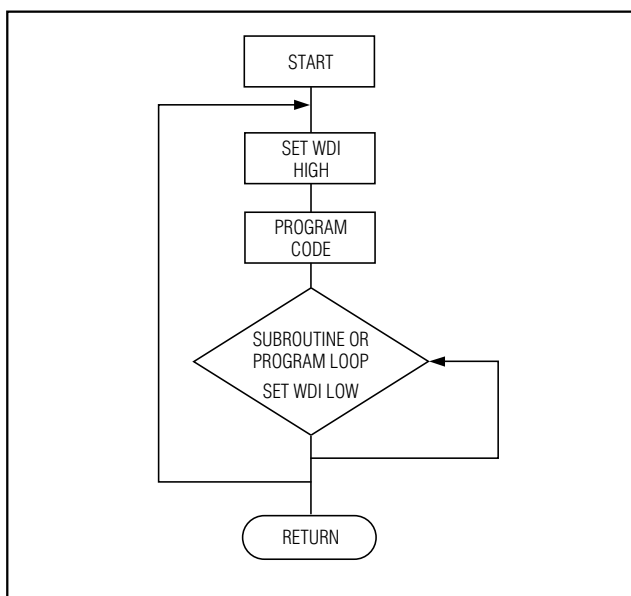 START
SET WDI
HIGH
PROGRAM
CODE
SUBROUTINE OR
PROGRAM LOOP
SET WDI LOW
RETURN